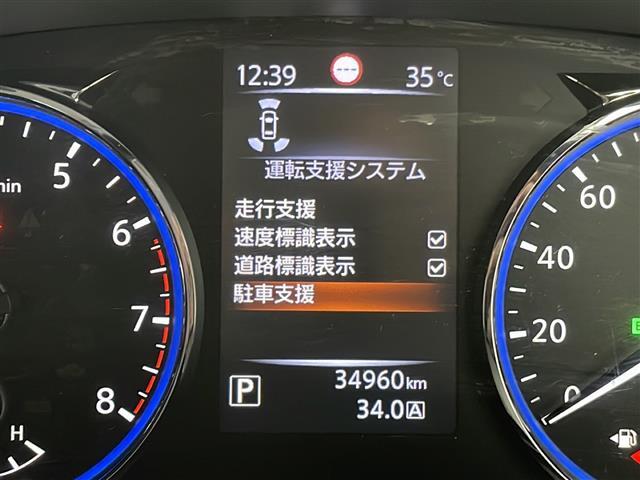 12:39 35℃
運転支援システム
走行支援
速度標識表示
道路標識表示
駐車支援
P 34960km
34.0 A
min
5
6
7
8
H
60
40
20
0